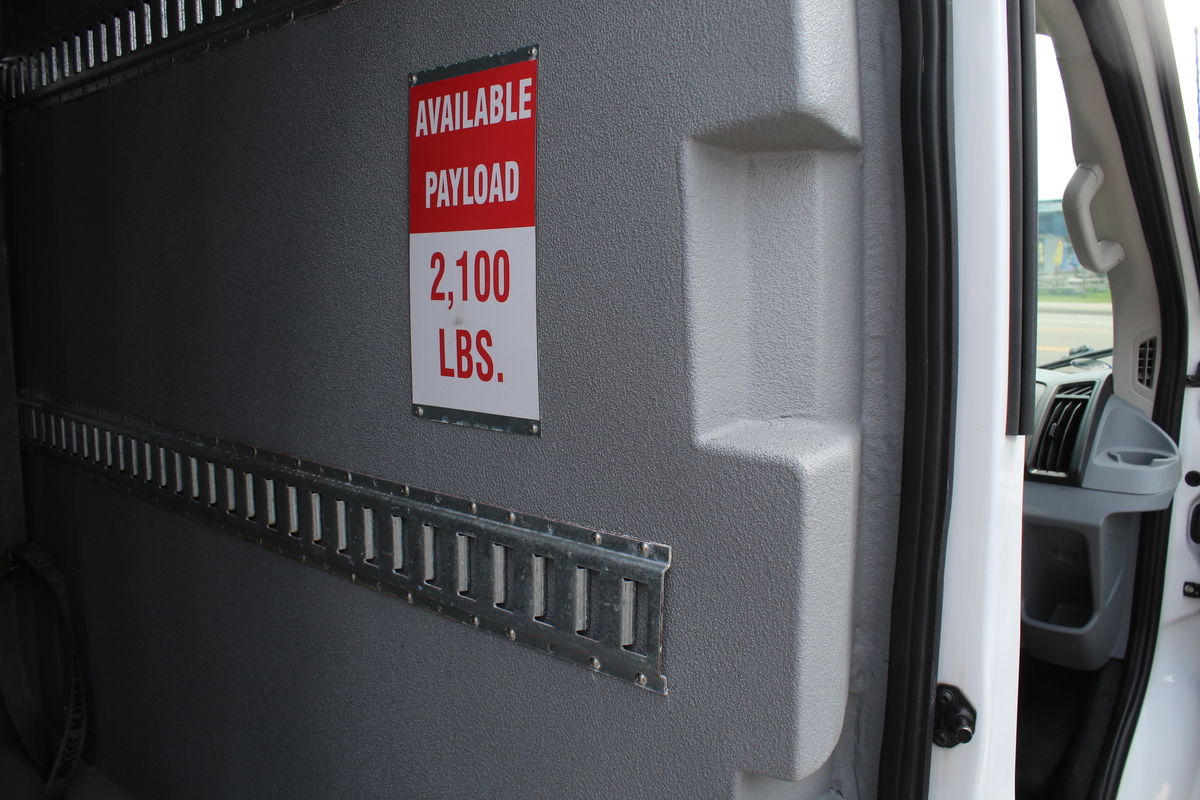 AVAILABLE
PAYLOAD
2,100
LBS.